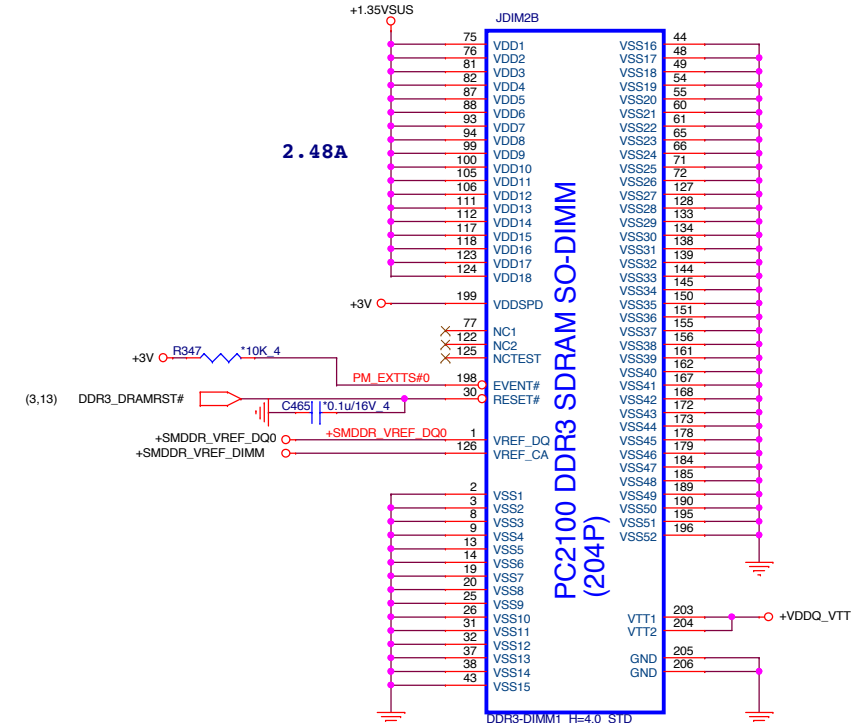 +1.35VSUS
JDIM2B
2.48A
75 VDD1
76 VDD2
81 VDD3
82 VDD4
87 VDD5
88 VDD6
93 VDD7
94 VDD8
99 VDD9
100 VDD10
105 VDD11
106 VDD12
111 VDD13
112 VDD14
117 VDD15
118 VDD16
123 VDD17
124 VDD18
+3V 199 VDDSPD
77 NC1
122 NC2
125 NCTEST
+3V R347 *10K_4
PM_EXTTS#0 198 EVENT#
(3,13) DDR3_DRAMRST# 30 RESET#
C465 *0.1u/16V_4
+SMDDR_VREF_DQ0 +SMDDR_VREF_DQ0 1 VREF_DQ
+SMDDR_VREF_DIMM 126 VREF_CA
2 VSS1
3 VSS2
8 VSS3
9 VSS4
13 VSS5
14 VSS6
19 VSS7
20 VSS8
25 VSS9
26 VSS10
31 VSS11
32 VSS12
37 VSS13
38 VSS14
43 VSS15
PC2100 DDR3 SDRAM SO-DIMM
(204P)
VSS16 44
VSS17 48
VSS18 49
VSS19 54
VSS20 55
VSS21 60
VSS22 61
VSS23 65
VSS24 66
VSS25 71
VSS26 72
VSS27 127
VSS28 128
VSS29 133
VSS30 134
VSS31 138
VSS32 139
VSS33 144
VSS34 145
VSS35 150
VSS36 151
VSS37 155
VSS38 156
VSS39 161
VSS40 162
VSS41 167
VSS42 168
VSS43 172
VSS44 173
VSS45 178
VSS46 179
VSS47 184
VSS48 185
VSS49 189
VSS50 190
VSS51 195
VSS52 196
VTT1 203 +VDDQ_VTT
VTT2 204
GND 205
GND 206
DDR3-DIMM1_H=4.0_STD